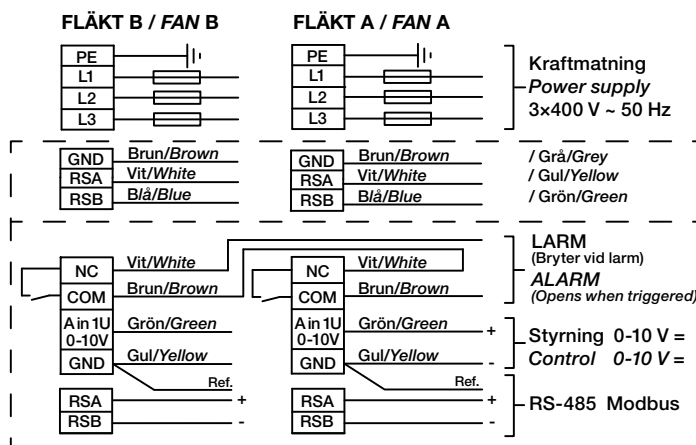 FLÄKT B / FAN B
PE
L1
L2
L3
FLÄKT A / FAN A
PE
L1
L2
L3
Kraftmatning
Power supply
3×400 V ~ 50 Hz
GND Brun/Brown
RSA Vit/White
RSB Blå/Blue
GND Brun/Brown / Grå/Grey
RSA Vit/White / Gul/Yellow
RSB Blå/Blue / Grön/Green
NC Vit/White
COM Brun/Brown
A in 1U Grön/Green
0-10V
GND Gul/Yellow
Ref.
RSA +
RSB -
NC Vit/White
COM Brun/Brown
A in 1U Grön/Green +
0-10V
GND Gul/Yellow -
Ref.
RSA +
RSB -
LARM
(Bryter vid larm)
ALARM
(Opens when triggered)
Styrning 0-10 V =
Control 0-10 V =
RS-485 Modbus